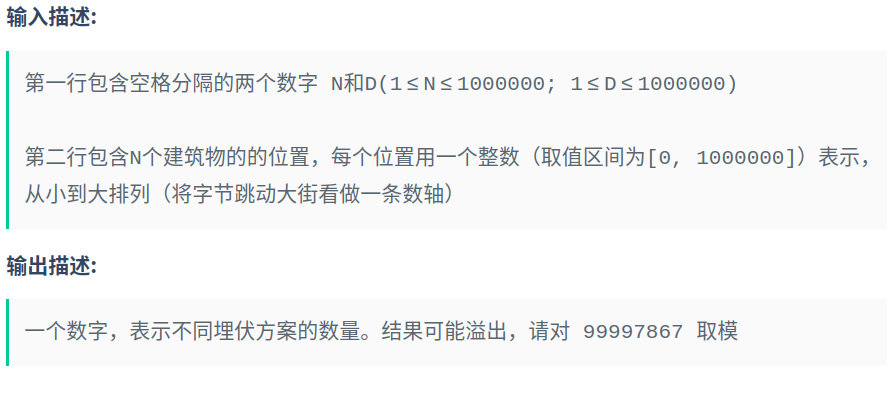 输入描述:
第一行包含空格分隔的两个数字 N和D(1≤N≤1000000; 1≤D≤1000000)
第二行包含N个建筑物的的位置，每个位置用一个整数（取值区间为[0, 1000000]）表示，
从小到大排列（将字节跳动大街看做一条数轴）
输出描述:
一个数字，表示不同埋伏方案的数量。结果可能溢出，请对 99997867 取模